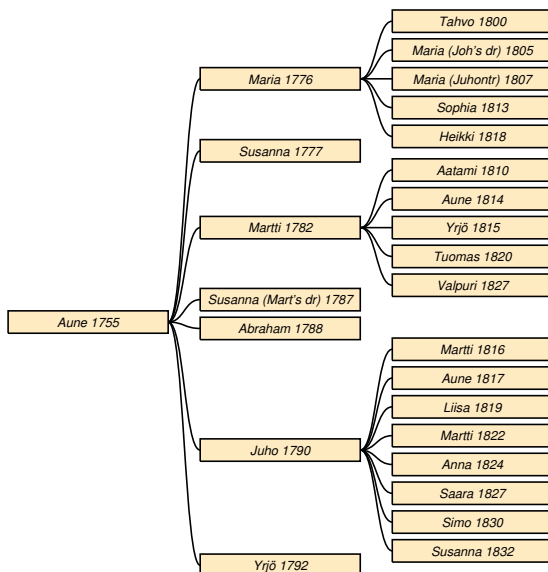 Aune 1755
Maria 1776
Tahvo 1800
Maria (Joh's dr) 1805
Maria (Juhontr) 1807
Sophia 1813
Heikki 1818
Susanna 1777
Martti 1782
Aatami 1810
Aune 1814
Yrjö 1815
Tuomas 1820
Valpuri 1827
Susanna (Mart's dr) 1787
Abraham 1788
Juho 1790
Martti 1816
Aune 1817
Liisa 1819
Martti 1822
Anna 1824
Saara 1827
Simo 1830
Susanna 1832
Yrjö 1792